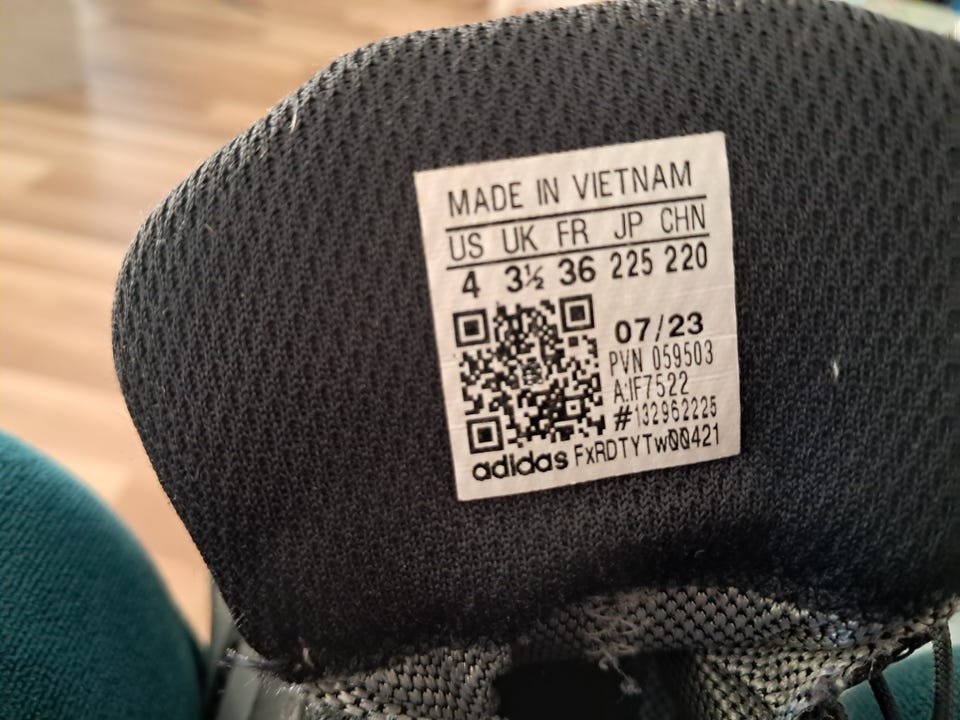 MADE IN VIETNAM
US UK FR JP CHN
4 3½ 36 225 220
07/23
PVN 059503
A:IF7522
#132962225
adidas FxRDTYTw00421